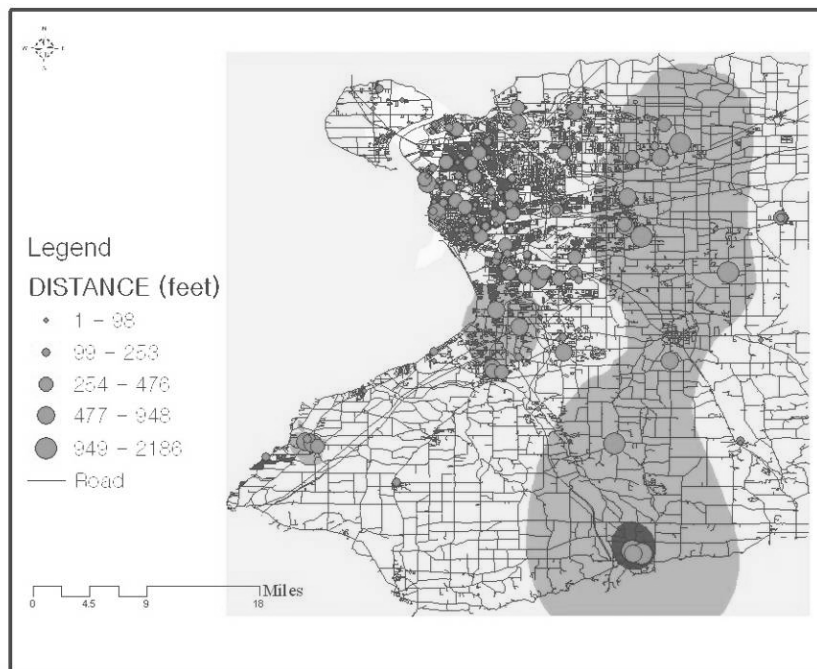 N
W E
S
Legend
DISTANCE (feet)
1 - 98
99 - 253
254 - 476
477 - 948
949 - 2186
Road
Miles
0 4.5 9 18